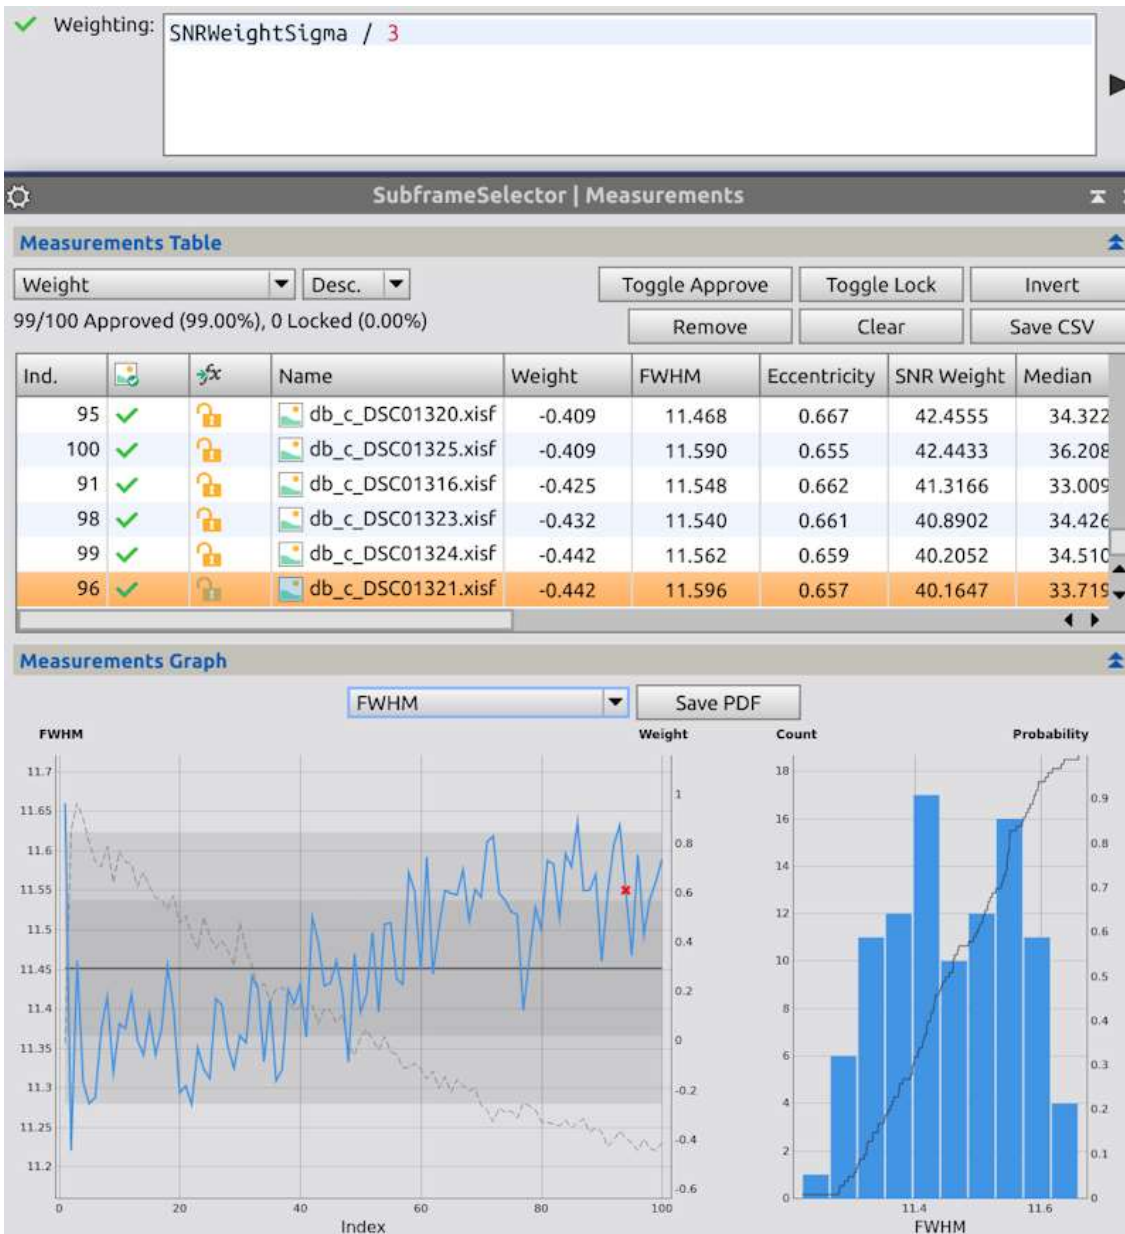 Weighting: SNRWeightSigma / 3
SubframeSelector | Measurements
Measurements Table
Weight Desc. Toggle Approve Toggle Lock Invert
99/100 Approved (99.00%), 0 Locked (0.00%) Remove Clear Save CSV
Ind. fx Name Weight FWHM Eccentricity SNR Weight Median
95 db_c_DSC01320.xisf -0.409 11.468 0.667 42.4555 34.322
100 db_c_DSC01325.xisf -0.409 11.590 0.655 42.4433 36.208
91 db_c_DSC01316.xisf -0.425 11.548 0.662 41.3166 33.009
98 db_c_DSC01323.xisf -0.432 11.540 0.661 40.8902 34.426
99 db_c_DSC01324.xisf -0.442 11.562 0.659 40.2052 34.510
96 db_c_DSC01321.xisf -0.442 11.596 0.657 40.1647 33.719
Measurements Graph
FWHM Save PDF
FWHM Weight Count Probability
11.7
11.65
11.6
11.55
11.5
11.45
11.4
11.35
11.3
11.25
11.2
1
0.8
0.6
0.4
0.2
0
-0.2
-0.4
-0.6
0 20 40 60 80 100
Index
18
16
14
12
10
8
6
4
2
0
0.9
0.8
0.7
0.6
0.5
0.4
0.3
0.2
0.1
0
11.4 11.6
FWHM